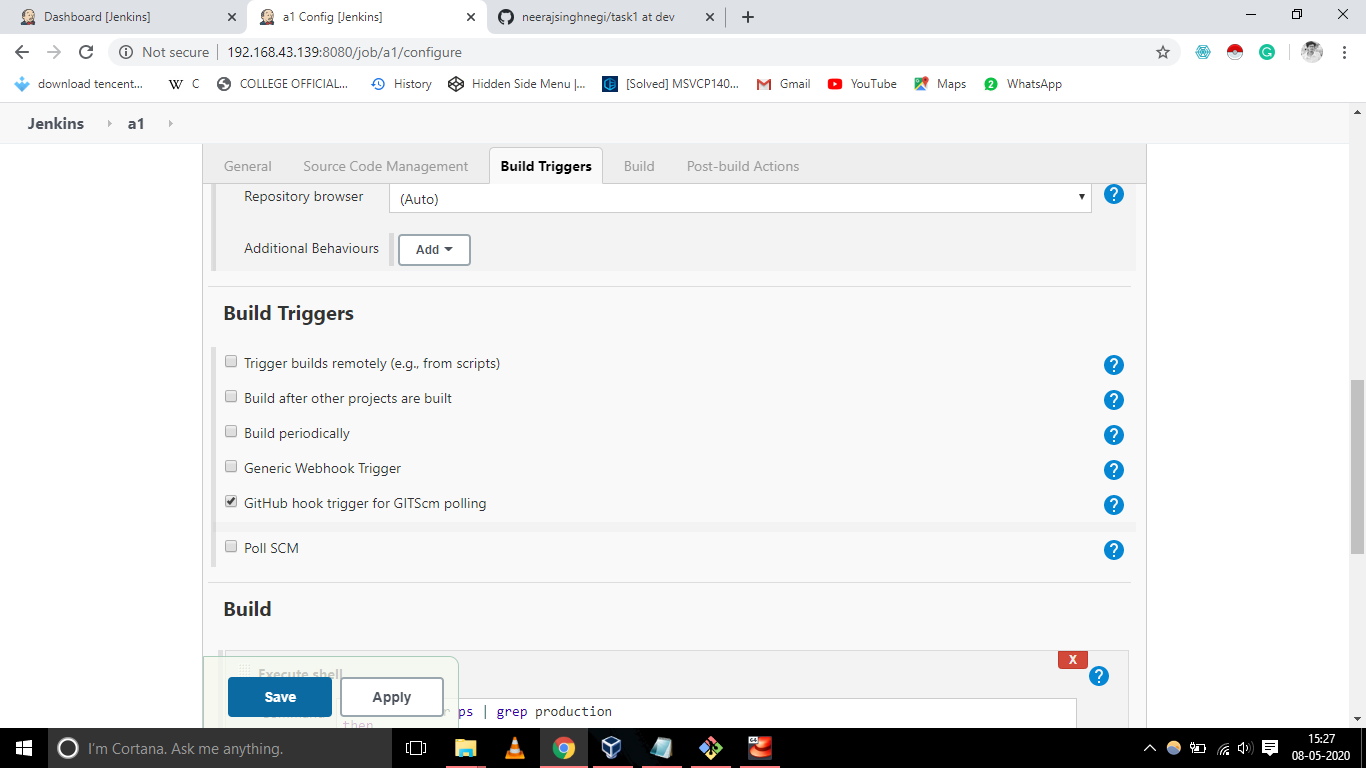 Dashboard [Jenkins]
a1 Config [Jenkins]
neerajsinghnegi/task1 at dev
Not secure
192.168.43.139:8080/job/a1/configure
download tencent...
W
C
COLLEGE OFFICIAL...
History
Hidden Side Menu |...
[Solved] MSVCP140...
Gmail
YouTube
Maps
2
WhatsApp
Jenkins
a1
General
Source Code Management
Build Triggers
Build
Post-build Actions
Repository browser
(Auto)
?
Additional Behaviours
Add
Build Triggers
Trigger builds remotely (e.g., from scripts)
?
Build after other projects are built
?
Build periodically
?
Generic Webhook Trigger
?
GitHub hook trigger for GITScm polling
?
Poll SCM
?
Build
X
Execute shell
?
Save
Apply
ps | grep production
then
I'm Cortana. Ask me anything.
15:27
08-05-2020